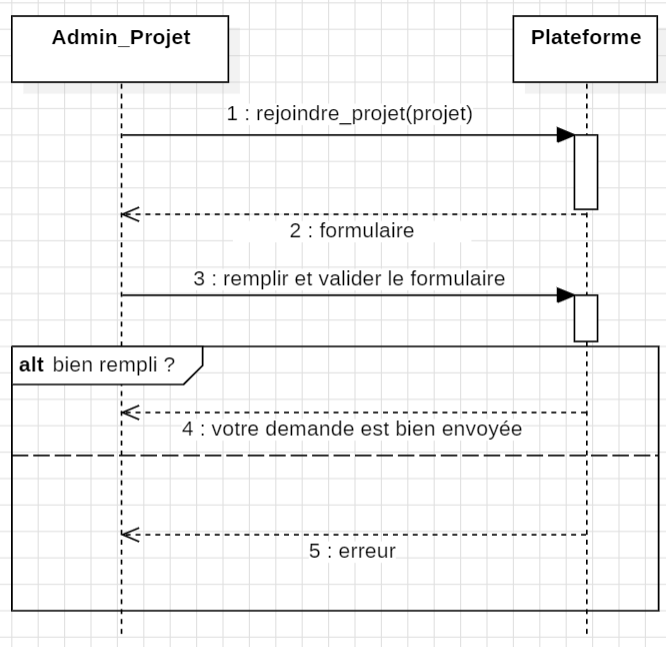 Admin_Projet
Plateforme
1 : rejoindre_projet(projet)
2 : formulaire
3 : remplir et valider le formulaire
alt bien rempli ?
4 : votre demande est bien envoyée
5 : erreur